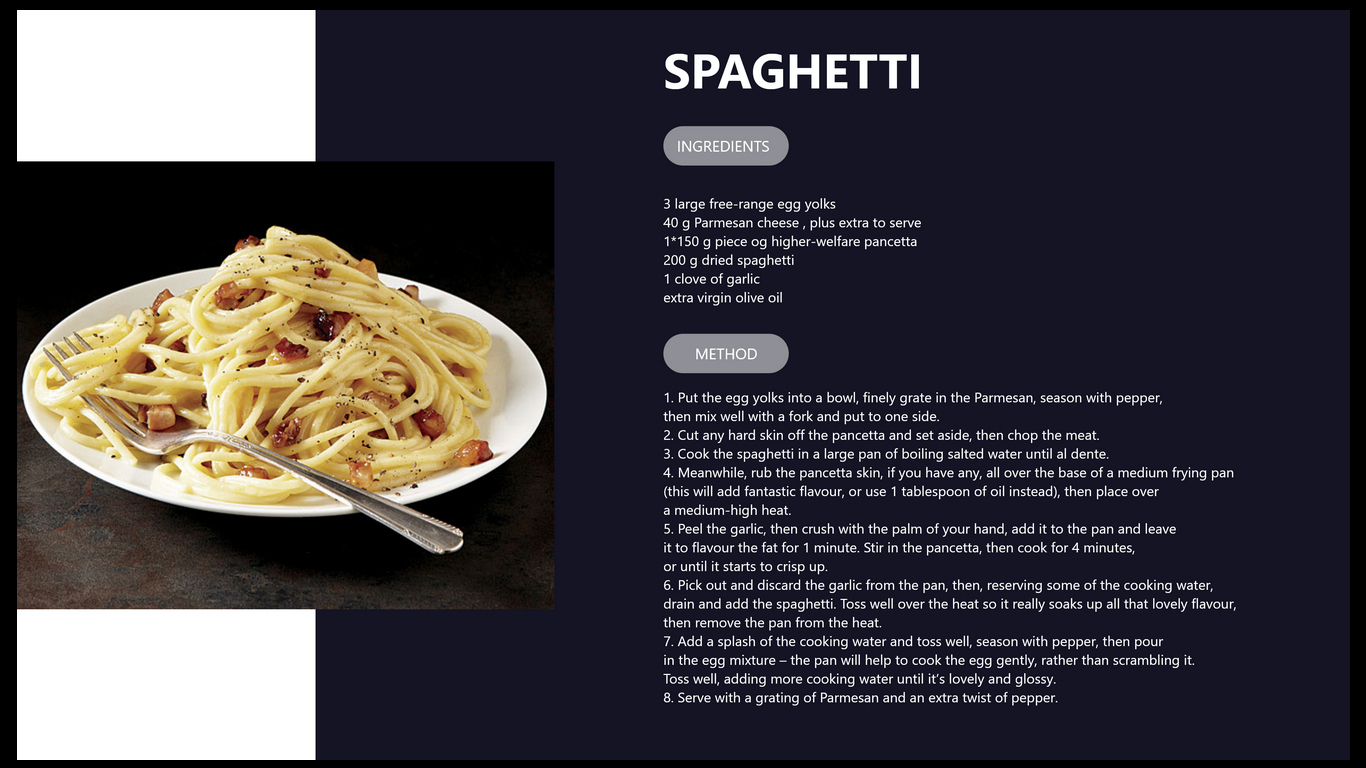 SPAGHETTI
INGREDIENTS
3 large free-range egg yolks
40 g Parmesan cheese , plus extra to serve
1*150 g piece og higher-welfare pancetta
200 g dried spaghetti
1 clove of garlic
extra virgin olive oil
METHOD
1. Put the egg yolks into a bowl, finely grate in the Parmesan, season with pepper,
then mix well with a fork and put to one side.
2. Cut any hard skin off the pancetta and set aside, then chop the meat.
3. Cook the spaghetti in a large pan of boiling salted water until al dente.
4. Meanwhile, rub the pancetta skin, if you have any, all over the base of a medium frying pan
(this will add fantastic flavour, or use 1 tablespoon of oil instead), then place over
a medium-high heat.
5. Peel the garlic, then crush with the palm of your hand, add it to the pan and leave
it to flavour the fat for 1 minute. Stir in the pancetta, then cook for 4 minutes,
or until it starts to crisp up.
6. Pick out and discard the garlic from the pan, then, reserving some of the cooking water,
drain and add the spaghetti. Toss well over the heat so it really soaks up all that lovely flavour,
then remove the pan from the heat.
7. Add a splash of the cooking water and toss well, season with pepper, then pour
in the egg mixture – the pan will help to cook the egg gently, rather than scrambling it.
Toss well, adding more cooking water until it’s lovely and glossy.
8. Serve with a grating of Parmesan and an extra twist of pepper.